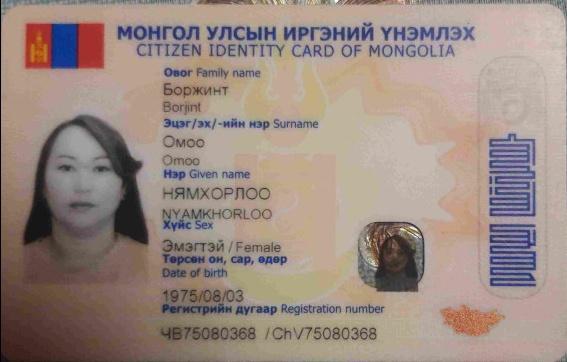 МОНГОЛ УЛСЫН ИРГЭНИЙ ҮНЭМЛЭХ
CITIZEN IDENTITY CARD OF MONGOLIA
Овог Family name
Боржинт
Borjint
Эцэг/эх/-ийн нэр Surname
Омоо
Omoo
Нэр Given name
НЯМХОРЛОО
NYAMKHORLOO
Хүйс Sex
Эмэгтэй / Female
Төрсөн он, сар, өдөр
Date of birth
1975/08/03
Регистрийн дугаар Registration number
ЧВ75080368 / ChV75080368